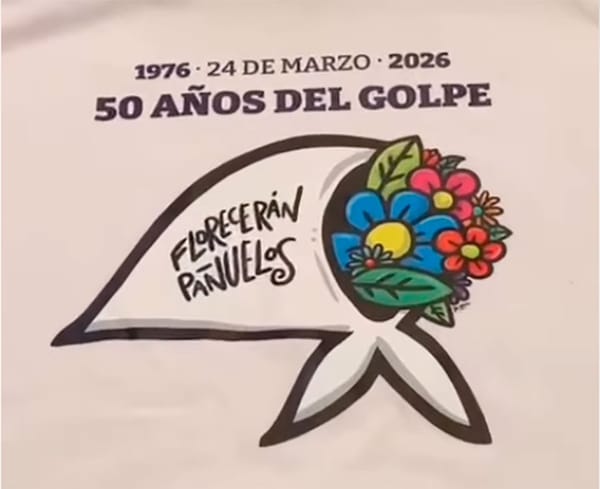 1976 · 24 DE MARZO · 2026
50 AÑOS DEL GOLPE
FLORECERÁN
PAÑUELOS